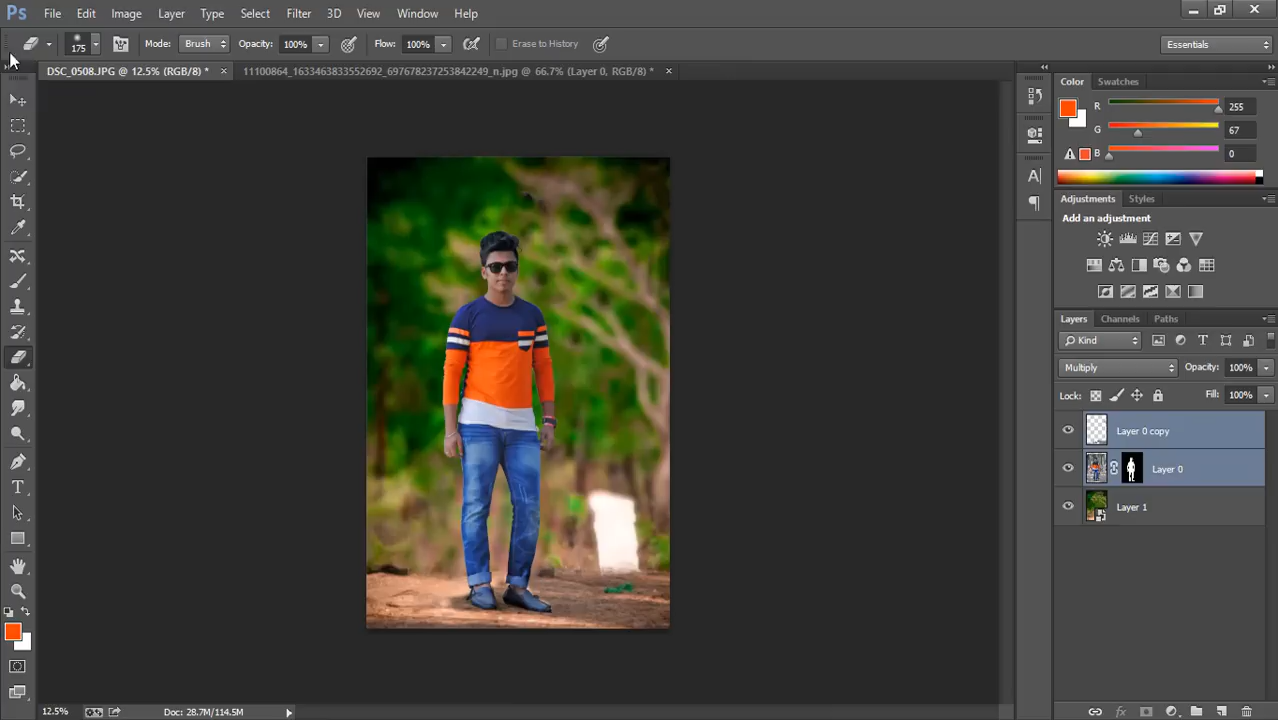 Ps File Edit Image Layer Type Select Filter 3D View Window Help
175 Mode: Brush Opacity: 100% Flow: 100% Erase to History Essentials
DSC_0508.JPG @ 12.5% (RGB/8) * × 11100864_1633463833552692_697678237253842249_n.jpg @ 66.7% (Layer 0, RGB/8) * ×
Color Swatches
R 255
G 67
B 0
Adjustments Styles
Add an adjustment
Layers Channels Paths
Kind
Multiply Opacity: 100%
Lock: Fill: 100%
Layer 0 copy
Layer 0
Layer 1
12.5% Doc: 28.7M/114.5M